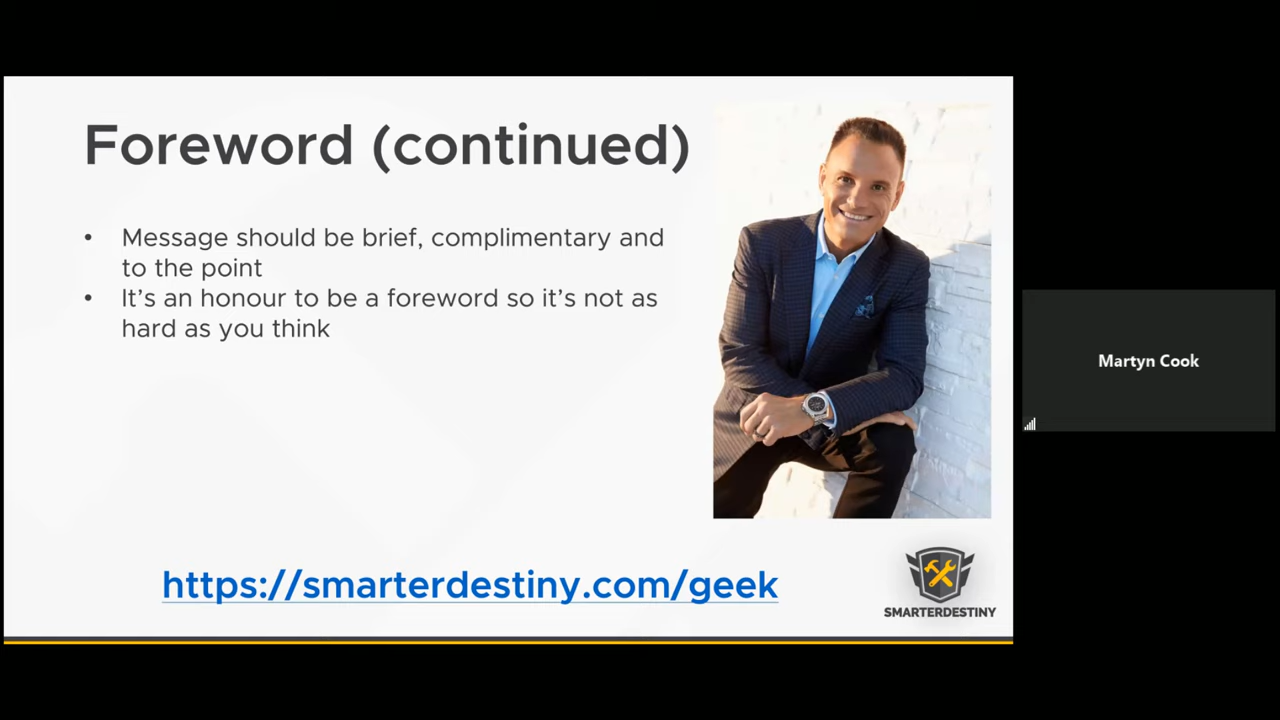 Foreword (continued)
• Message should be brief, complimentary and
to the point
• It’s an honour to be a foreword so it’s not as
hard as you think
https://smarterdestiny.com/geek
SMARTERDESTINY
Martyn Cook